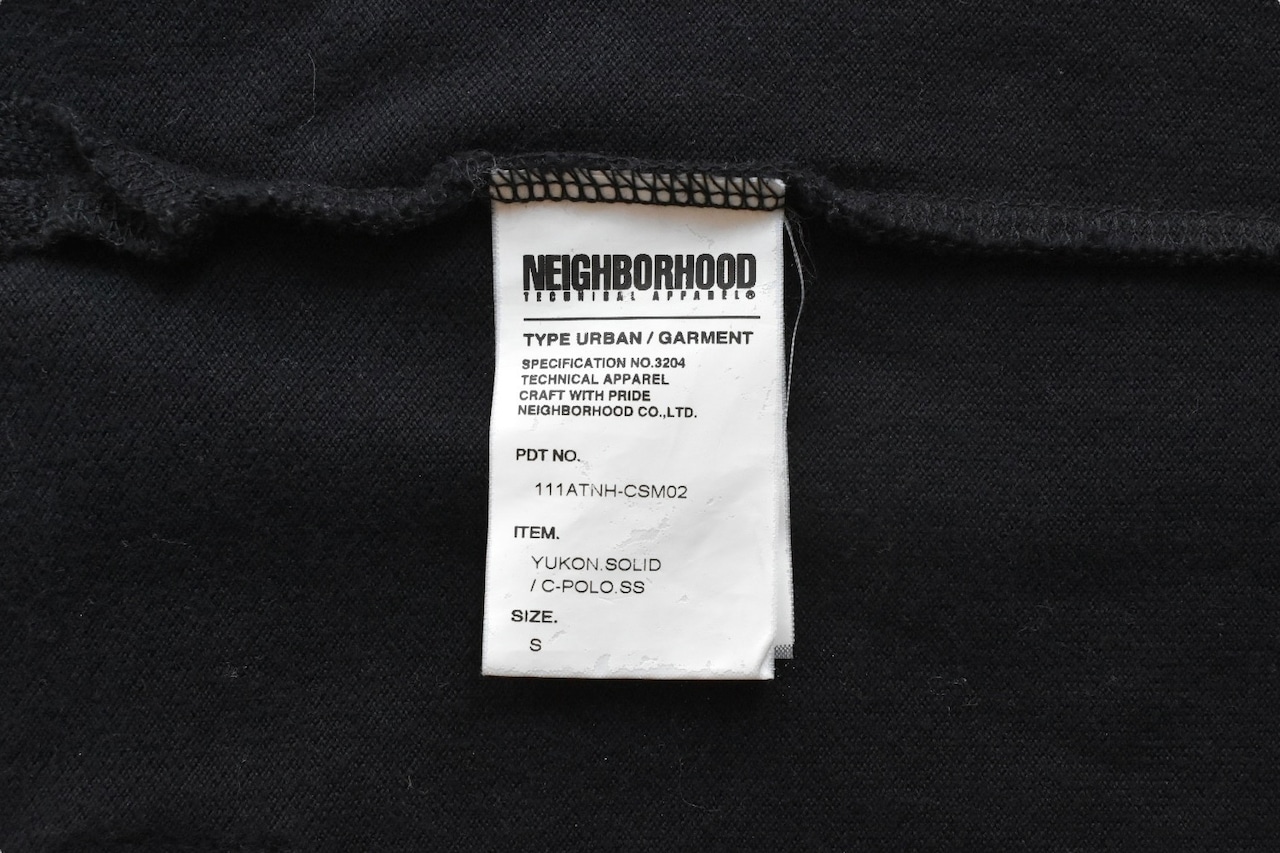 NEIGHBORHOOD
TECHNICAL APPAREL®
TYPE URBAN / GARMENT
SPECIFICATION NO.3204
TECHNICAL APPAREL
CRAFT WITH PRIDE
NEIGHBORHOOD CO.,LTD.
PDT NO.
111ATNH-CSM02
ITEM.
YUKON.SOLID
/ C-POLO.SS
SIZE.
S